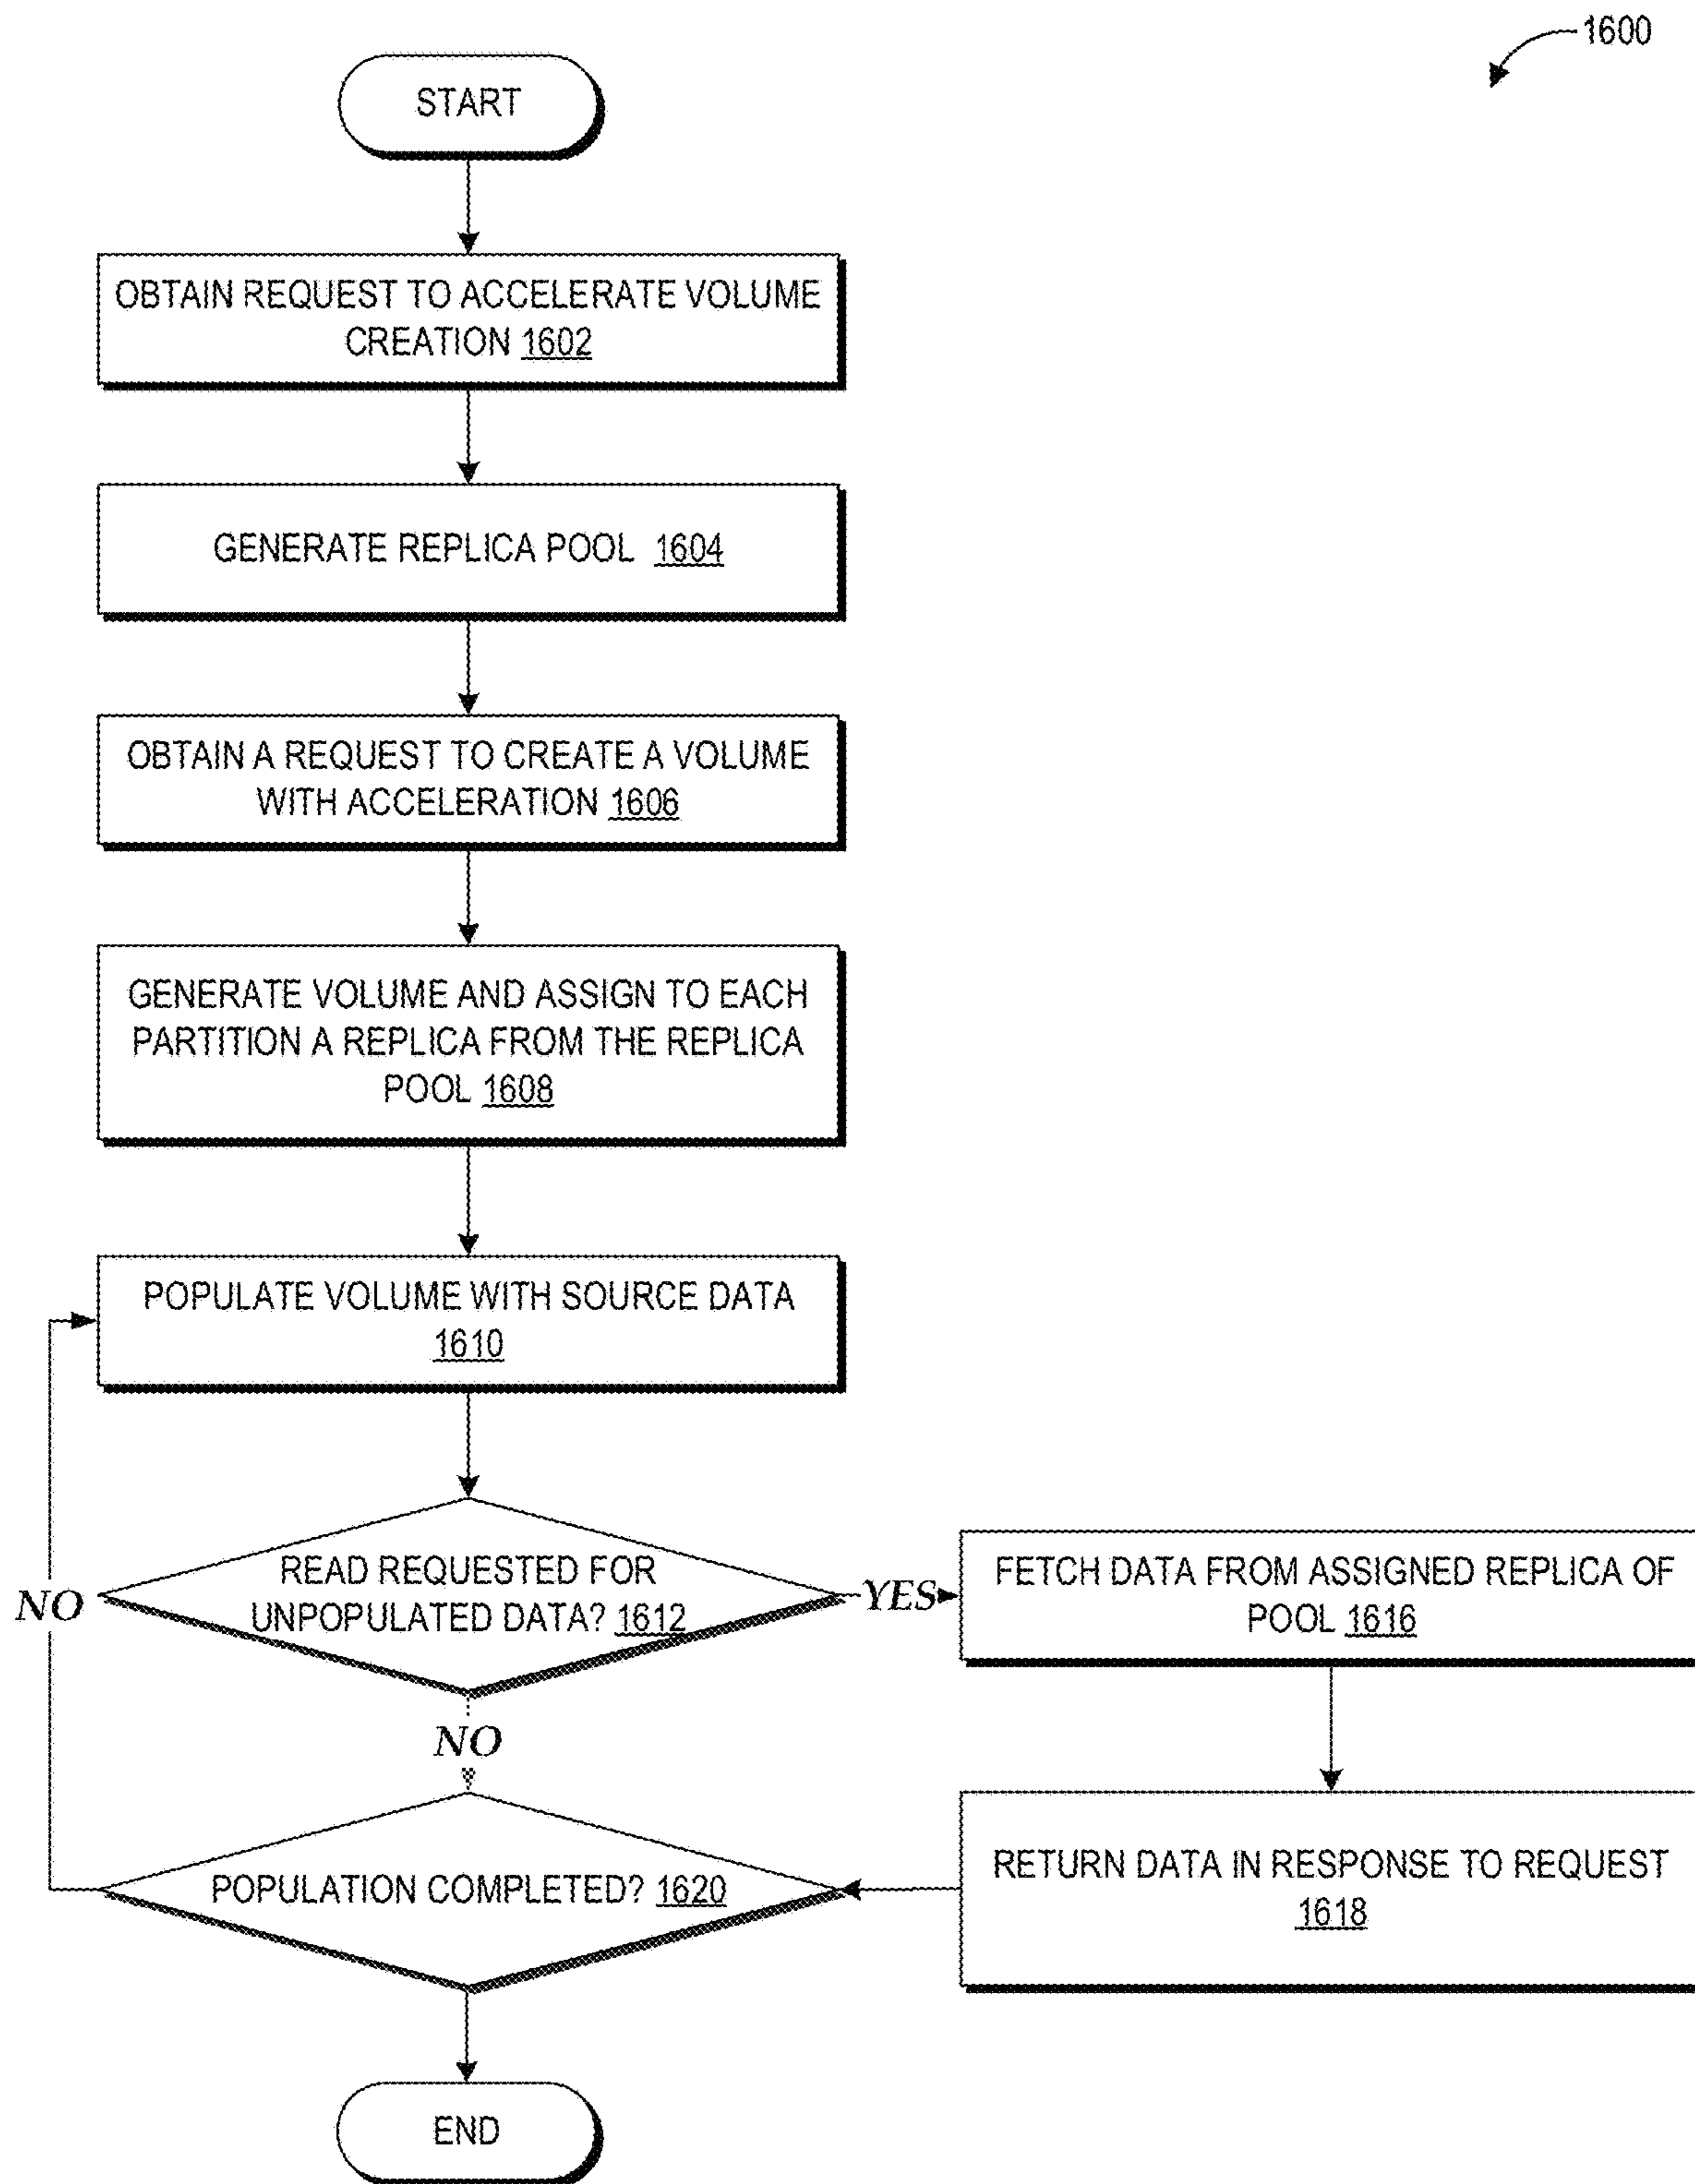 1600
START
OBTAIN REQUEST TO ACCELERATE VOLUME
CREATION 1602
GENERATE REPLICA POOL 1604
OBTAIN A REQUEST TO CREATE A VOLUME
WITH ACCELERATION 1606
GENERATE VOLUME AND ASSIGN TO EACH
PARTITION A REPLICA FROM THE REPLICA
POOL 1608
POPULATE VOLUME WITH SOURCE DATA
1610
READ REQUESTED FOR
UNPOPULATED DATA? 1612
YES
FETCH DATA FROM ASSIGNED REPLICA OF
POOL 1616
NO
NO
RETURN DATA IN RESPONSE TO REQUEST
1618
POPULATION COMPLETED? 1620
END